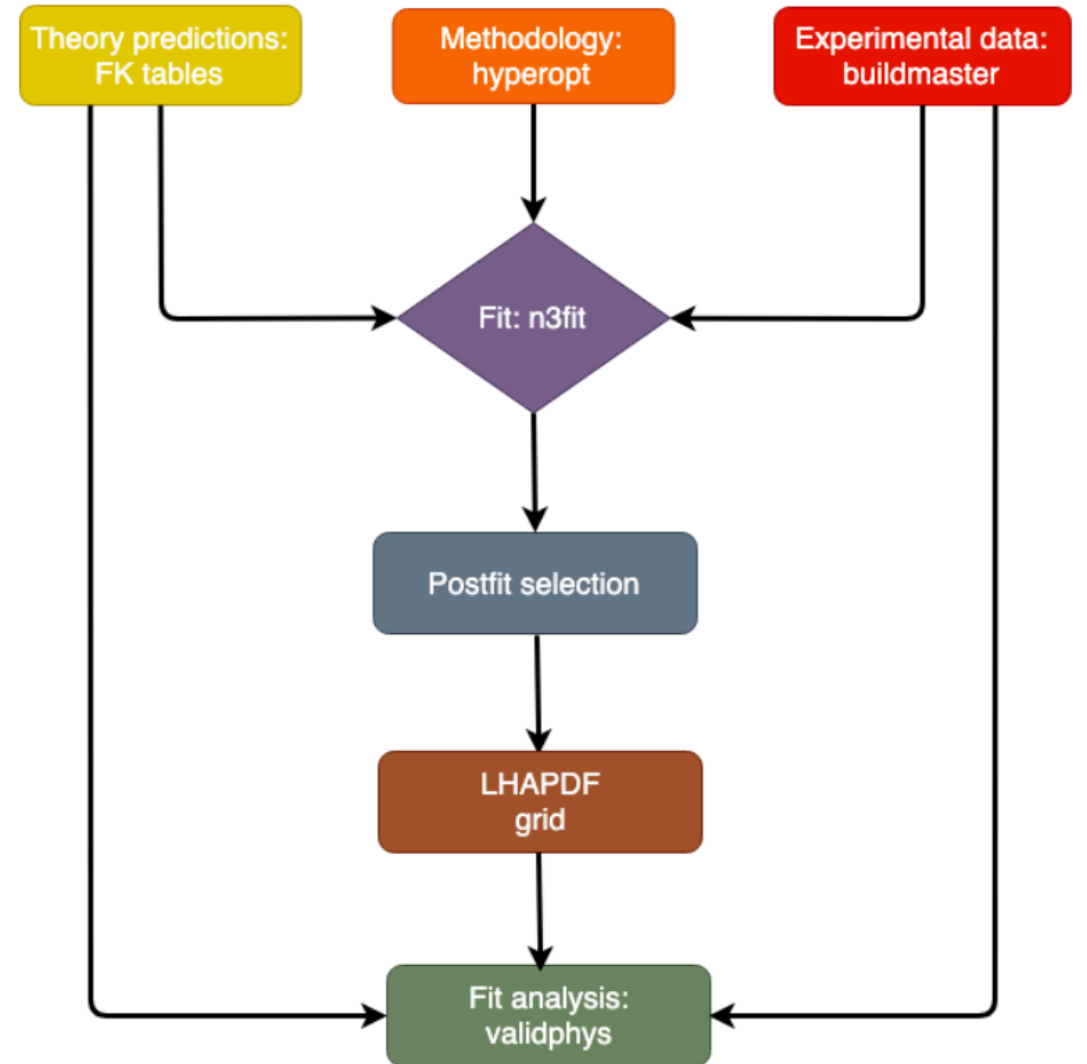 Theory predictions:
FK tables
Methodology:
hyperopt
Experimental data:
buildmaster
Fit: n3fit
Postfit selection
LHAPDF
grid
Fit analysis:
validphys